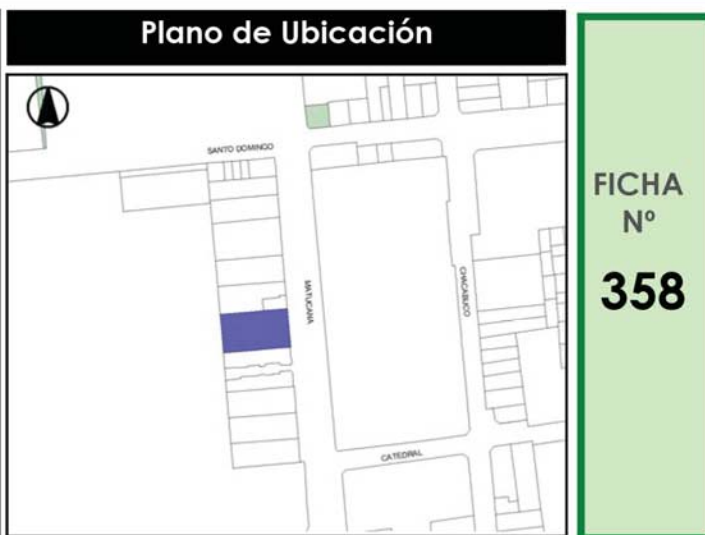 Plano de Ubicación
SANTO DOMINGO
MATUCANA
CHACABUCO
CATEDRAL
FICHA
Nº
358